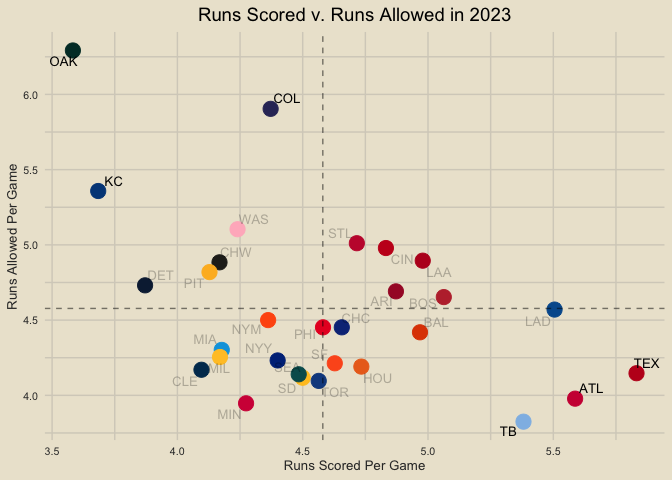 Runs Scored v. Runs Allowed in 2023
OAK
6.0
COL
5.5
KC
WAS
STL
5.0
CHW
CIN
LAA
DET
PIT
ARI
BOS
4.5
NYM
PHI
CHC
BAL
LAD
MIA
NYY
SF
MIL
SEA
TEX
CLE
SD
TOR
HOU
ATL
4.0
MIN
TB
3.5 4.0 4.5 5.0 5.5
Runs Scored Per Game
Runs Allowed Per Game